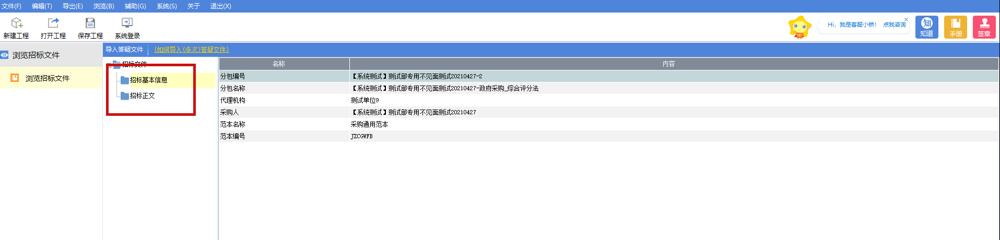 文件(F) 编辑(T) 导出(E) 浏览(B) 辅助(G) 系统(S) 关于 退出(X)
新建工程 打开工程 保存工程 系统登录
Hi，我是客服小桥！ 点我咨询
知
知道 手册 签章
浏览招标文件
浏览招标文件
导入答疑文件 (如何导入(多次)答疑文件)
招标文件
招标基本信息
招标正文
名称 内容
分包编号 【系统测试】测试部专用不见面测试20210427-2
分包名称 【系统测试】测试部专用不见面测试20210427-政府采购_综合评分法
代理机构 测试单位9
采购人 【系统测试】测试部专用不见面测试20210427
范本名称 采购通用范本
范本编号 JZCGWFB